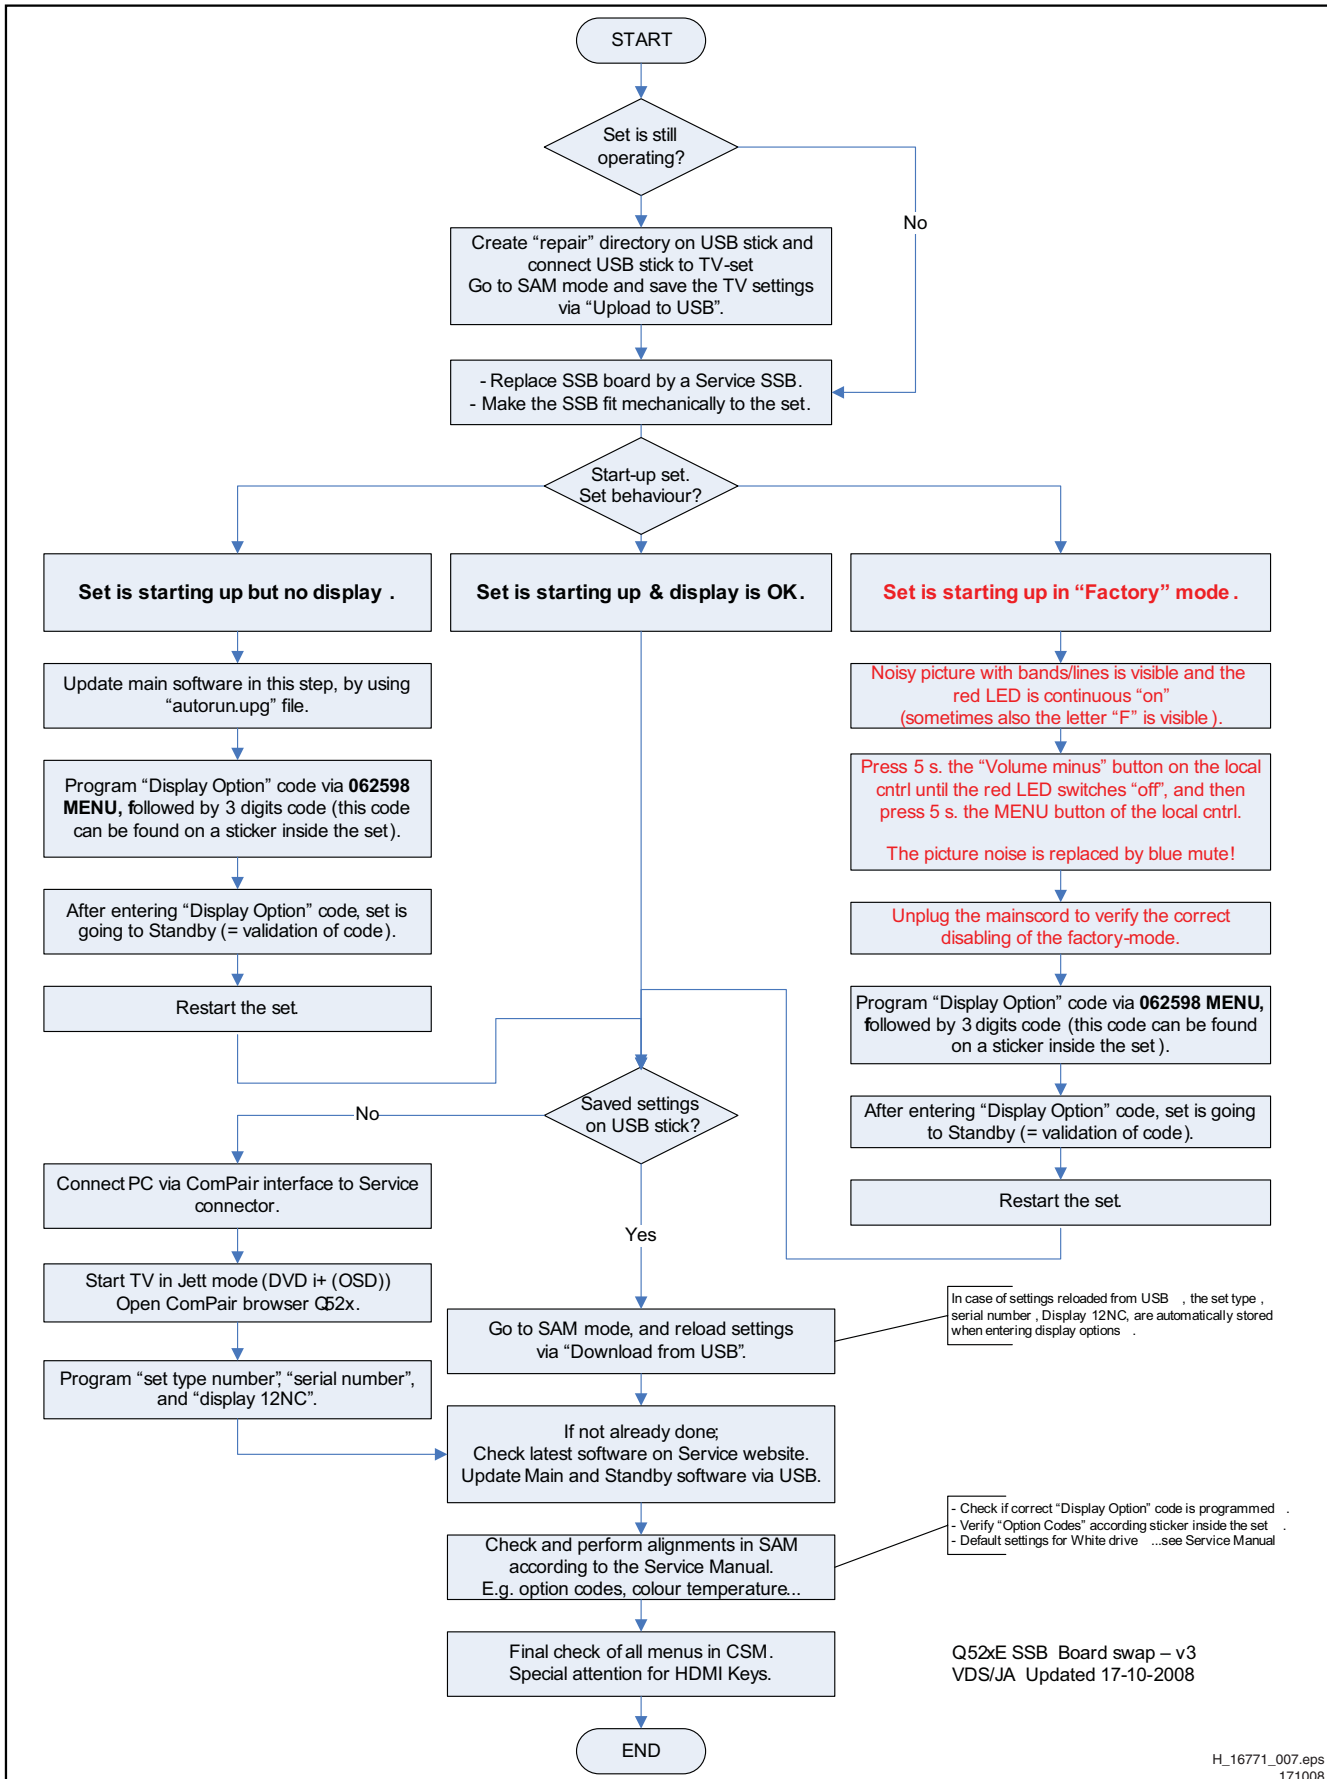 START
Set is still
operating?
No
Create “repair” directory on USB stick and
connect USB stick to TV-set
Go to SAM mode and save the TV settings
via “Upload to USB”.
- Replace SSB board by a Service SSB.
- Make the SSB fit mechanically to the set.
Start-up set.
Set behaviour?
Set is starting up but no display .
Set is starting up & display is OK.
Set is starting up in “Factory” mode .
Update main software in this step, by using
“autorun.upg” file.
Program “Display Option” code via 062598
MENU, followed by 3 digits code (this code
can be found on a sticker inside the set).
After entering “Display Option” code, set is
going to Standby (= validation of code).
Restart the set.
Noisy picture with bands/lines is visible and the
red LED is continuous “on”
(sometimes also the letter “F” is visible ).
Press 5 s. the “Volume minus” button on the local
cntrl until the red LED switches “off”, and then
press 5 s. the MENU button of the local cntrl.
The picture noise is replaced by blue mute!
Unplug the mainscord to verify the correct
disabling of the factory-mode.
Program “Display Option” code via 062598 MENU,
followed by 3 digits code (this code can be found
on a sticker inside the set ).
After entering “Display Option” code, set is going
to Standby (= validation of code).
Restart the set.
Saved settings
on USB stick?
No
Yes
Connect PC via ComPair interface to Service
connector.
Start TV in Jett mode (DVD i+ (OSD))
Open ComPair browser Q52x.
Program “set type number”, “serial number”,
and “display 12NC”.
Go to SAM mode, and reload settings
via “Download from USB”.
In case of settings reloaded from USB , the set type ,
serial number , Display 12NC, are automatically stored
when entering display options .
If not already done;
Check latest software on Service website.
Update Main and Standby software via USB.
Check and perform alignments in SAM
according to the Service Manual.
E.g. option codes, colour temperature...
- Check if correct “Display Option” code is programmed .
- Verify “Option Codes” according sticker inside the set .
- Default settings for White drive ...see Service Manual
Final check of all menus in CSM.
Special attention for HDMI Keys.
END
Q52xE SSB Board swap – v3
VDS/JA Updated 17-10-2008
H_16771_007.eps
171008